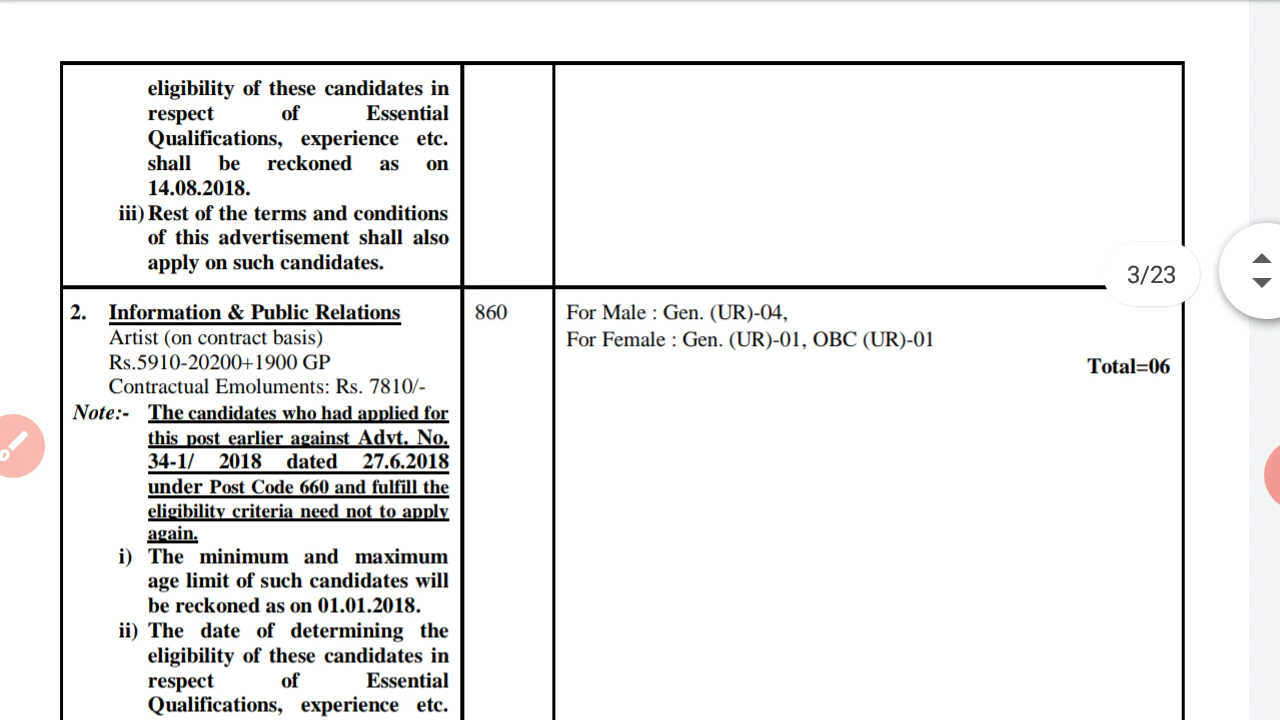 eligibility of these candidates in
respect of Essential
Qualifications, experience etc.
shall be reckoned as on
14.08.2018.
iii) Rest of the terms and conditions
of this advertisement shall also
apply on such candidates.
3/23
2. Information & Public Relations
Artist (on contract basis)
Rs.5910-20200+1900 GP
Contractual Emoluments: Rs. 7810/-
860
For Male : Gen. (UR)-04,
For Female : Gen. (UR)-01, OBC (UR)-01
Total=06
Note:- The candidates who had applied for
this post earlier against Advt. No.
34-1/ 2018 dated 27.6.2018
under Post Code 660 and fulfill the
eligibility criteria need not to apply
again.
i) The minimum and maximum
age limit of such candidates will
be reckoned as on 01.01.2018.
ii) The date of determining the
eligibility of these candidates in
respect of Essential
Qualifications, experience etc.